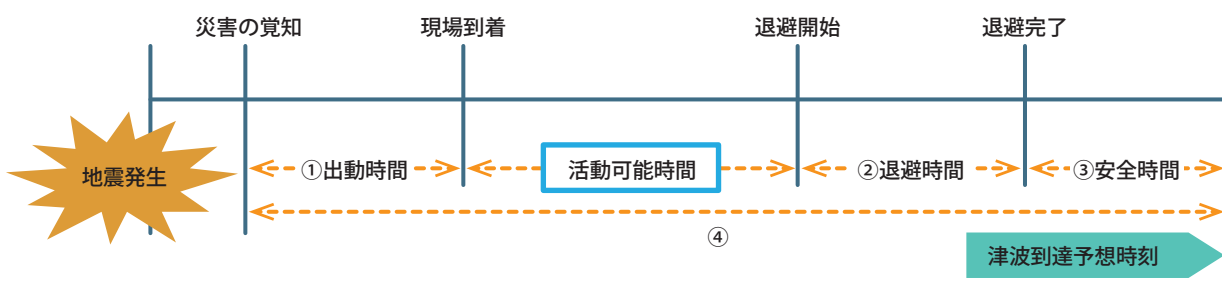 災害の覚知
現場到着
退避開始
退避完了
地震発生
①出動時間
活動可能時間
②退避時間
③安全時間
④
津波到達予想時刻